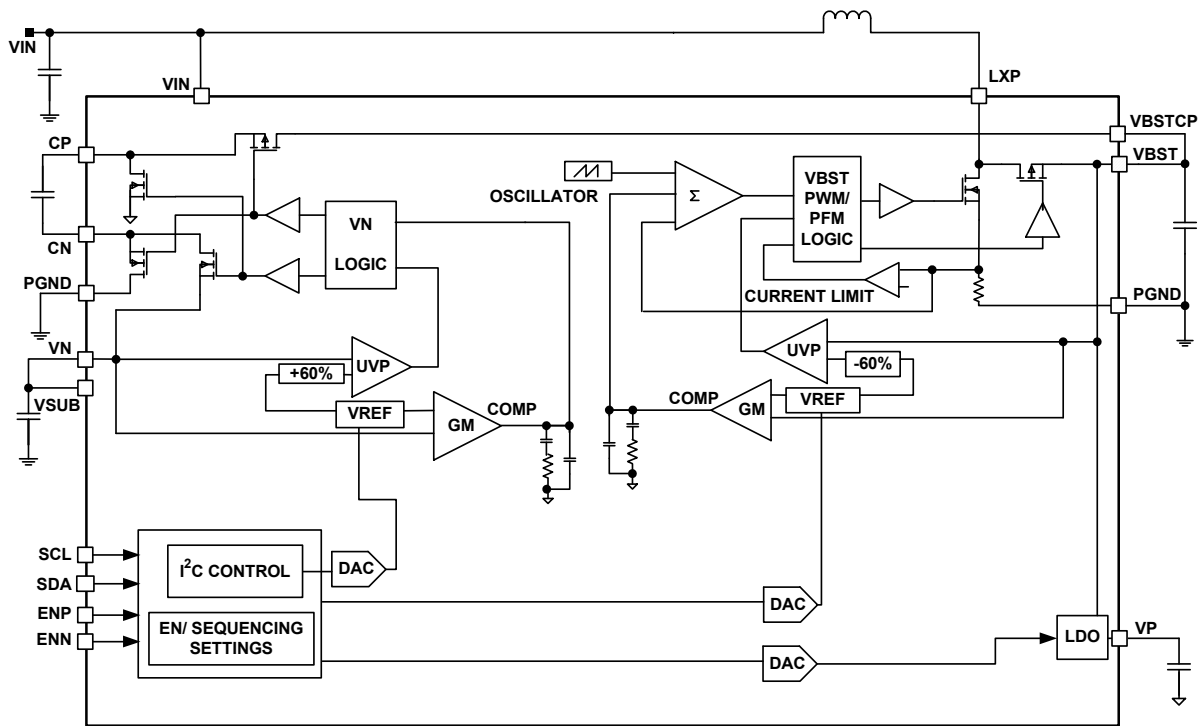 VIN
VIN
LXP
CP
VBSTCP
VBST
OSCILLATOR
Σ
VBST
PWM/
PFM
LOGIC
VN
LOGIC
CN
PGND
CURRENT LIMIT
PGND
VN
VSUB
+60%
UVP
UVP
-60%
VREF
GM
COMP
COMP
GM
VREF
SCL
SDA
ENP
ENN
I²C CONTROL
EN/ SEQUENCING
SETTINGS
DAC
DAC
DAC
LDO
VP